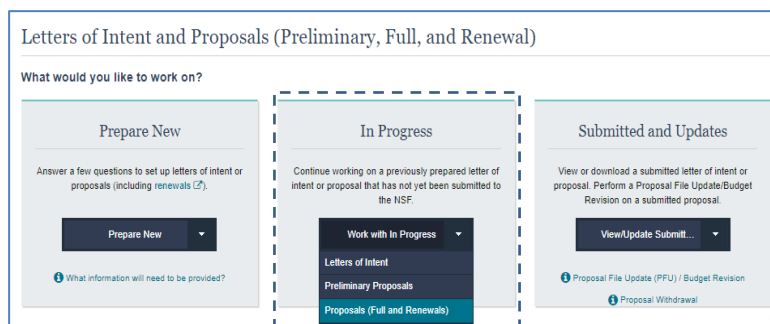 Letters of Intent and Proposals (Preliminary, Full, and Renewal)
What would you like to work on?
Prepare New
Answer a few questions to set up letters of intent or
proposals (including renewals).
Prepare New
What information will need to be provided?
In Progress
Continue working on a previously prepared letter of
intent or proposal that has not yet been submitted to
the NSF.
Work with In Progress
Letters of Intent
Preliminary Proposals
Proposals (Full and Renewals)
Submitted and Updates
View or download a submitted letter of intent or
proposal. Perform a Proposal File Update/Budget
Revision on a submitted proposal.
View/Update Submitt...
Proposal File Update (PFU) / Budget Revision
Proposal Withdrawal